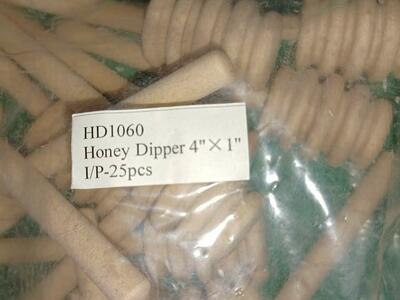 HD1060
Honey Dipper 4"×1"
I/P-25pcs